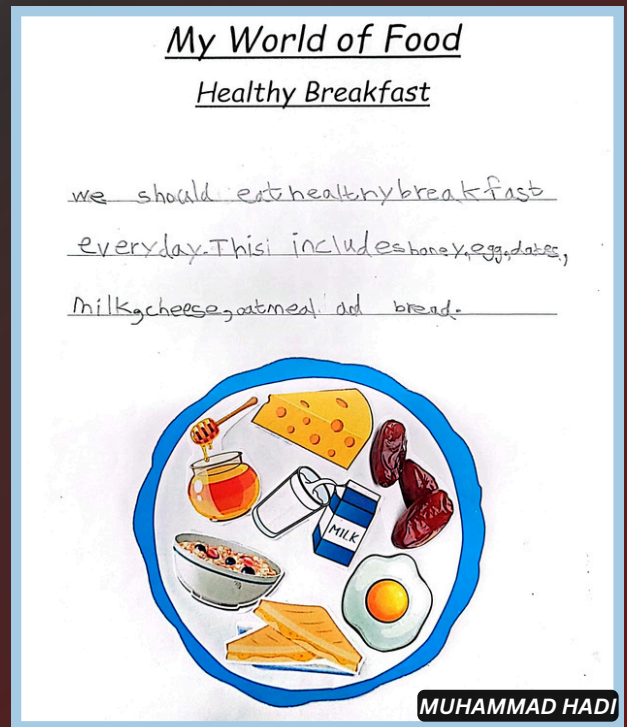 My World of Food
Healthy Breakfast
we should eat healthy breakfast
everyday. Thisi includes honey, egg, dates,
Milk, cheese, oatmeal ad bread.
MILK
MUHAMMAD HADI